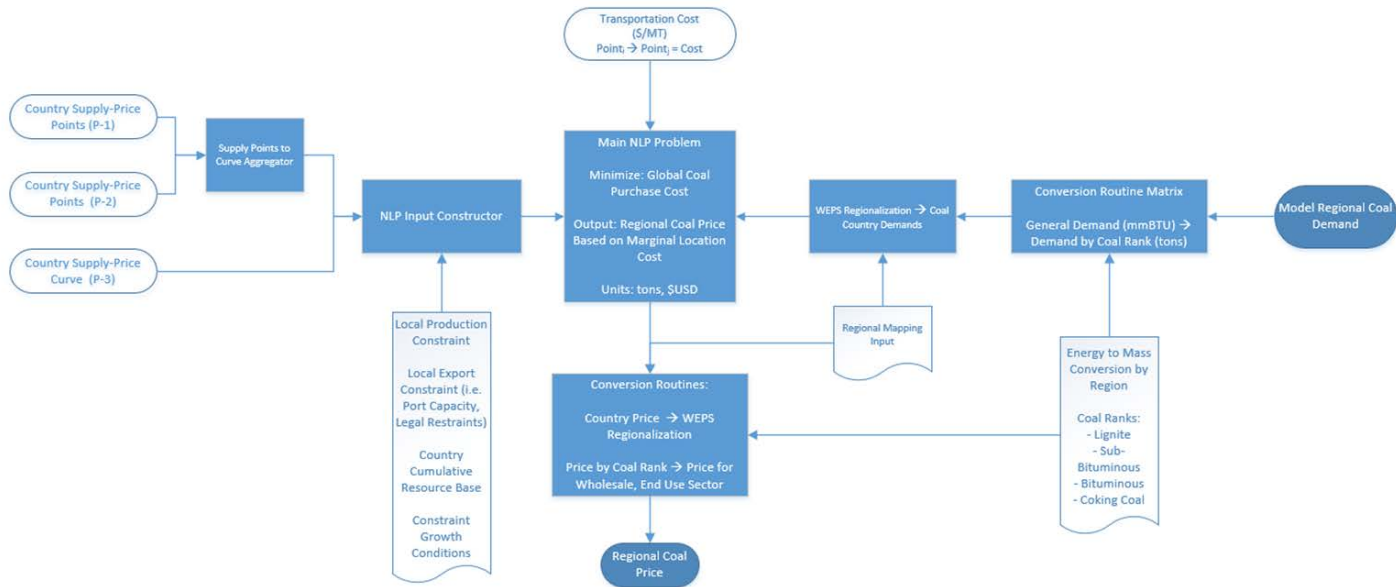 Transportation Cost
($/MT)
Pointᵢ → Pointⱼ = Cost
Country Supply-Price
Points (P-1)
Supply Points to
Curve Aggregator
Country Supply-Price
Points (P-2)
Country Supply-Price
Curve (P-3)
NLP Input Constructor
Main NLP Problem
Minimize: Global Coal
Purchase Cost
Output: Regional Coal Price
Based on Marginal Location
Cost
Units: tons, $USD
WEPS Regionalization → Coal
Country Demands
Conversion Routine Matrix
General Demand (mmBTU) →
Demand by Coal Rank (tons)
Model Regional Coal
Demand
Local Production
Constraint
Local Export
Constraint (i.e.
Port Capacity,
Legal Restraints)
Country
Cumulative
Resource Base
Constraint
Growth
Conditions
Regional Mapping
Input
Energy to Mass
Conversion by
Region
Coal Ranks:
- Lignite
- Sub-
Bituminous
- Bituminous
- Coking Coal
Conversion Routines:
Country Price → WEPS
Regionalization
Price by Coal Rank → Price for
Wholesale, End Use Sector
Regional Coal
Price